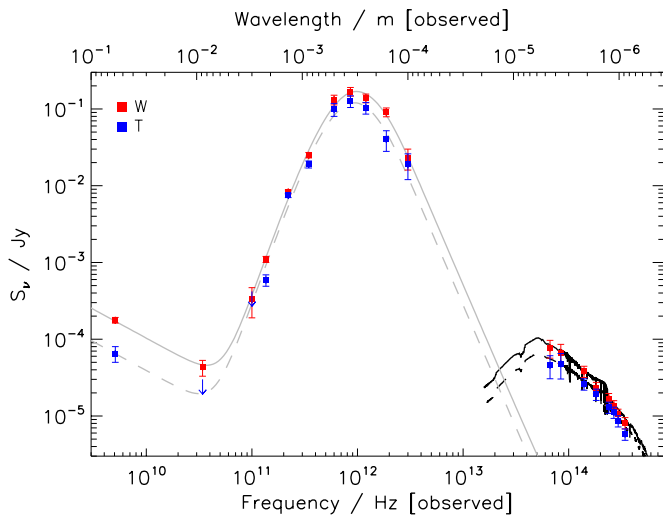 Wavelength / m [observed]
10⁻¹ 10⁻² 10⁻³ 10⁻⁴ 10⁻⁵ 10⁻⁶
W
T
10⁻¹
10⁻²
10⁻³
10⁻⁴
10⁻⁵
S_ν / Jy
10¹⁰ 10¹¹ 10¹² 10¹³ 10¹⁴
Frequency / Hz [observed]